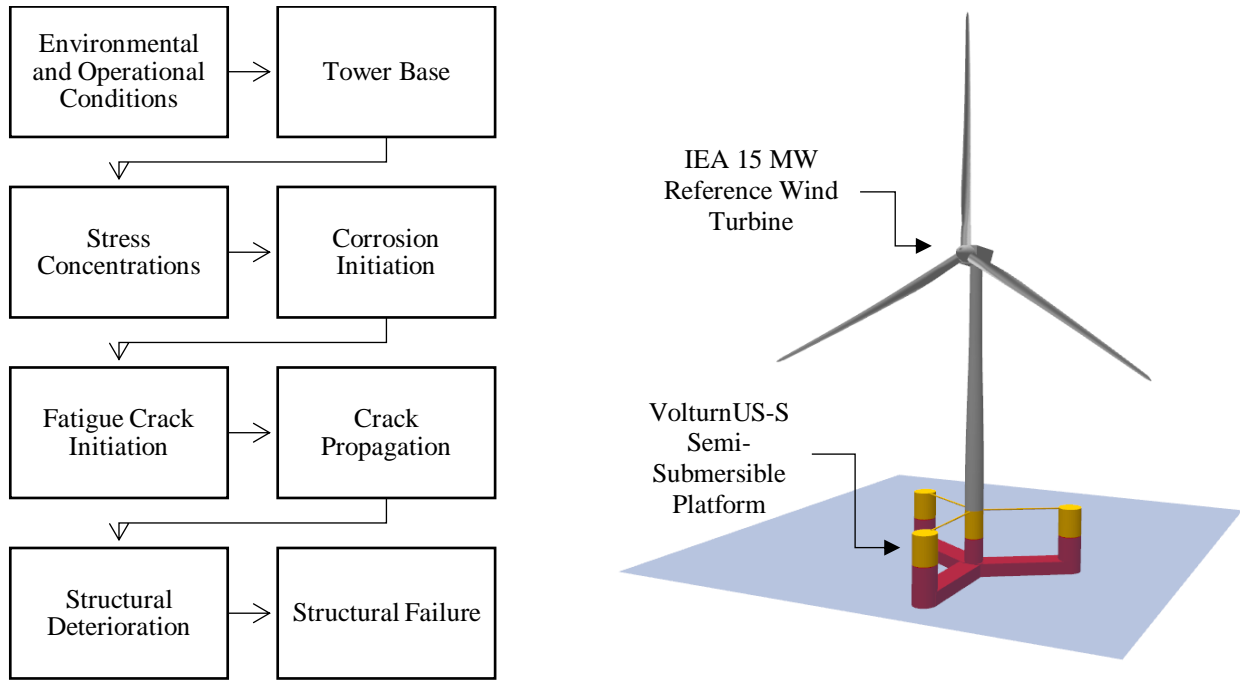 Environmental
and Operational
Conditions
Tower Base
Stress
Concentrations
Corrosion
Initiation
Fatigue Crack
Initiation
Crack
Propagation
Structural
Deterioration
Structural Failure
IEA 15 MW
Reference Wind
Turbine
VolturnUS-S
Semi-
Submersible
Platform